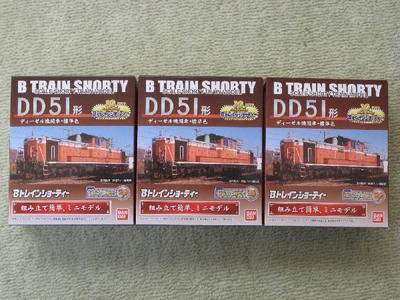 B TRAIN SHORTY
DD51形
ディーゼル機関車・標準色
Bトレインショーティー
組み立て簡単、ミニモデル
BAN
DAI
B TRAIN SHORTY
DD51形
ディーゼル機関車・標準色
Bトレインショーティー
組み立て簡単、ミニモデル
BAN
DAI
B TRAIN SHORTY
DD51形
ディーゼル機関車・標準色
Bトレインショーティー
組み立て簡単、ミニモデル
BAN
DAI